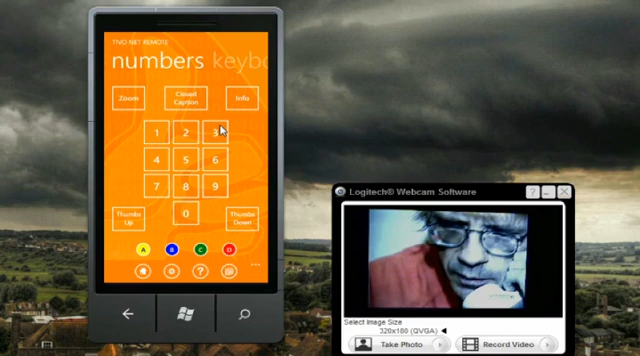 TIVO NET REMOTE
numbers keybo
Zoom
Closed Caption
Info
1 2 3
4 5 6
7 8 9
Thumbs Up
0
Thumbs Down
A B C D
?
Logitech® Webcam Software
Select Image Size
320x180 (QVGA)
Take Photo
Record Video